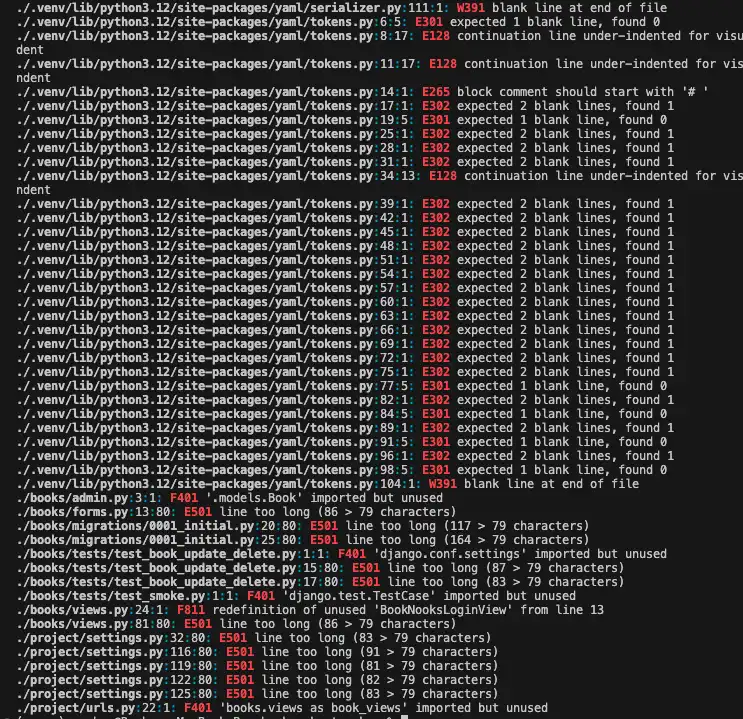 ./.venv/lib/python3.12/site-packages/yaml/serializer.py:111:1: W391 blank line at end of file
./.venv/lib/python3.12/site-packages/yaml/tokens.py:6:5: E301 expected 1 blank line, found 0
./.venv/lib/python3.12/site-packages/yaml/tokens.py:8:17: E128 continuation line under-indented for visu
dent
./.venv/lib/python3.12/site-packages/yaml/tokens.py:11:17: E128 continuation line under-indented for vis
ndent
./.venv/lib/python3.12/site-packages/yaml/tokens.py:14:1: E265 block comment should start with '# '
./.venv/lib/python3.12/site-packages/yaml/tokens.py:17:1: E302 expected 2 blank lines, found 1
./.venv/lib/python3.12/site-packages/yaml/tokens.py:19:5: E301 expected 1 blank line, found 0
./.venv/lib/python3.12/site-packages/yaml/tokens.py:25:1: E302 expected 2 blank lines, found 1
./.venv/lib/python3.12/site-packages/yaml/tokens.py:28:1: E302 expected 2 blank lines, found 1
./.venv/lib/python3.12/site-packages/yaml/tokens.py:31:1: E302 expected 2 blank lines, found 1
./.venv/lib/python3.12/site-packages/yaml/tokens.py:34:13: E128 continuation line under-indented for vis
ndent
./.venv/lib/python3.12/site-packages/yaml/tokens.py:39:1: E302 expected 2 blank lines, found 1
./.venv/lib/python3.12/site-packages/yaml/tokens.py:42:1: E302 expected 2 blank lines, found 1
./.venv/lib/python3.12/site-packages/yaml/tokens.py:45:1: E302 expected 2 blank lines, found 1
./.venv/lib/python3.12/site-packages/yaml/tokens.py:48:1: E302 expected 2 blank lines, found 1
./.venv/lib/python3.12/site-packages/yaml/tokens.py:51:1: E302 expected 2 blank lines, found 1
./.venv/lib/python3.12/site-packages/yaml/tokens.py:54:1: E302 expected 2 blank lines, found 1
./.venv/lib/python3.12/site-packages/yaml/tokens.py:57:1: E302 expected 2 blank lines, found 1
./.venv/lib/python3.12/site-packages/yaml/tokens.py:60:1: E302 expected 2 blank lines, found 1
./.venv/lib/python3.12/site-packages/yaml/tokens.py:63:1: E302 expected 2 blank lines, found 1
./.venv/lib/python3.12/site-packages/yaml/tokens.py:66:1: E302 expected 2 blank lines, found 1
./.venv/lib/python3.12/site-packages/yaml/tokens.py:69:1: E302 expected 2 blank lines, found 1
./.venv/lib/python3.12/site-packages/yaml/tokens.py:72:1: E302 expected 2 blank lines, found 1
./.venv/lib/python3.12/site-packages/yaml/tokens.py:75:1: E302 expected 2 blank lines, found 1
./.venv/lib/python3.12/site-packages/yaml/tokens.py:77:5: E301 expected 1 blank line, found 0
./.venv/lib/python3.12/site-packages/yaml/tokens.py:82:1: E302 expected 2 blank lines, found 1
./.venv/lib/python3.12/site-packages/yaml/tokens.py:84:5: E301 expected 1 blank line, found 0
./.venv/lib/python3.12/site-packages/yaml/tokens.py:89:1: E302 expected 2 blank lines, found 1
./.venv/lib/python3.12/site-packages/yaml/tokens.py:91:5: E301 expected 1 blank line, found 0
./.venv/lib/python3.12/site-packages/yaml/tokens.py:96:1: E302 expected 2 blank lines, found 1
./.venv/lib/python3.12/site-packages/yaml/tokens.py:98:5: E301 expected 1 blank line, found 0
./.venv/lib/python3.12/site-packages/yaml/tokens.py:104:1: W391 blank line at end of file
./books/admin.py:3:1: F401 '.models.Book' imported but unused
./books/forms.py:13:80: E501 line too long (86 > 79 characters)
./books/migrations/0001_initial.py:20:80: E501 line too long (117 > 79 characters)
./books/migrations/0001_initial.py:25:80: E501 line too long (164 > 79 characters)
./books/tests/test_book_update_delete.py:1:1: F401 'django.conf.settings' imported but unused
./books/tests/test_book_update_delete.py:15:80: E501 line too long (87 > 79 characters)
./books/tests/test_book_update_delete.py:17:80: E501 line too long (83 > 79 characters)
./books/tests/test_smoke.py:1:1: F401 'django.test.TestCase' imported but unused
./books/views.py:24:1: F811 redefinition of unused 'BookNooksLoginView' from line 13
./books/views.py:81:80: E501 line too long (86 > 79 characters)
./project/settings.py:32:80: E501 line too long (83 > 79 characters)
./project/settings.py:116:80: E501 line too long (91 > 79 characters)
./project/settings.py:119:80: E501 line too long (81 > 79 characters)
./project/settings.py:122:80: E501 line too long (82 > 79 characters)
./project/settings.py:125:80: E501 line too long (83 > 79 characters)
./project/urls.py:22:1: F401 'books.views as book_views' imported but unused